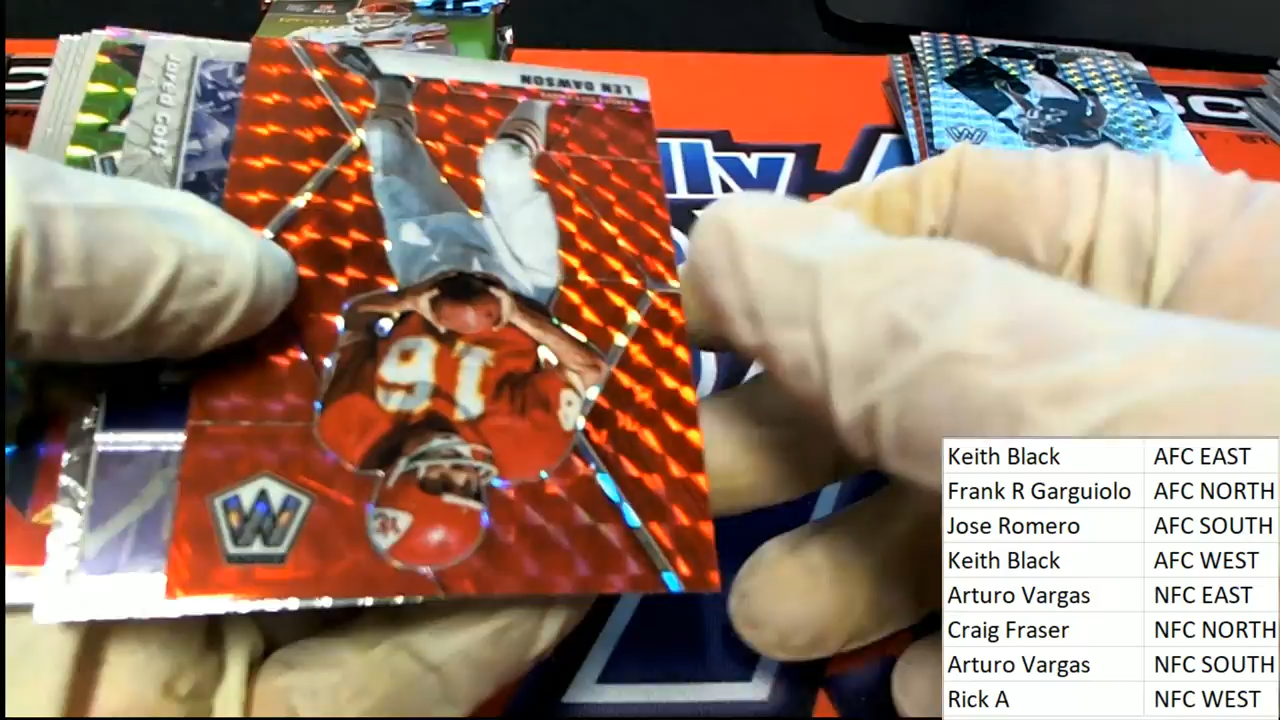 LEN DAWSON
JARED GOFF
lly
16
Keith Black AFC EAST
Frank R Garguiolo AFC NORTH
Jose Romero AFC SOUTH
Keith Black AFC WEST
Arturo Vargas NFC EAST
Craig Fraser NFC NORTH
Arturo Vargas NFC SOUTH
Rick A NFC WEST